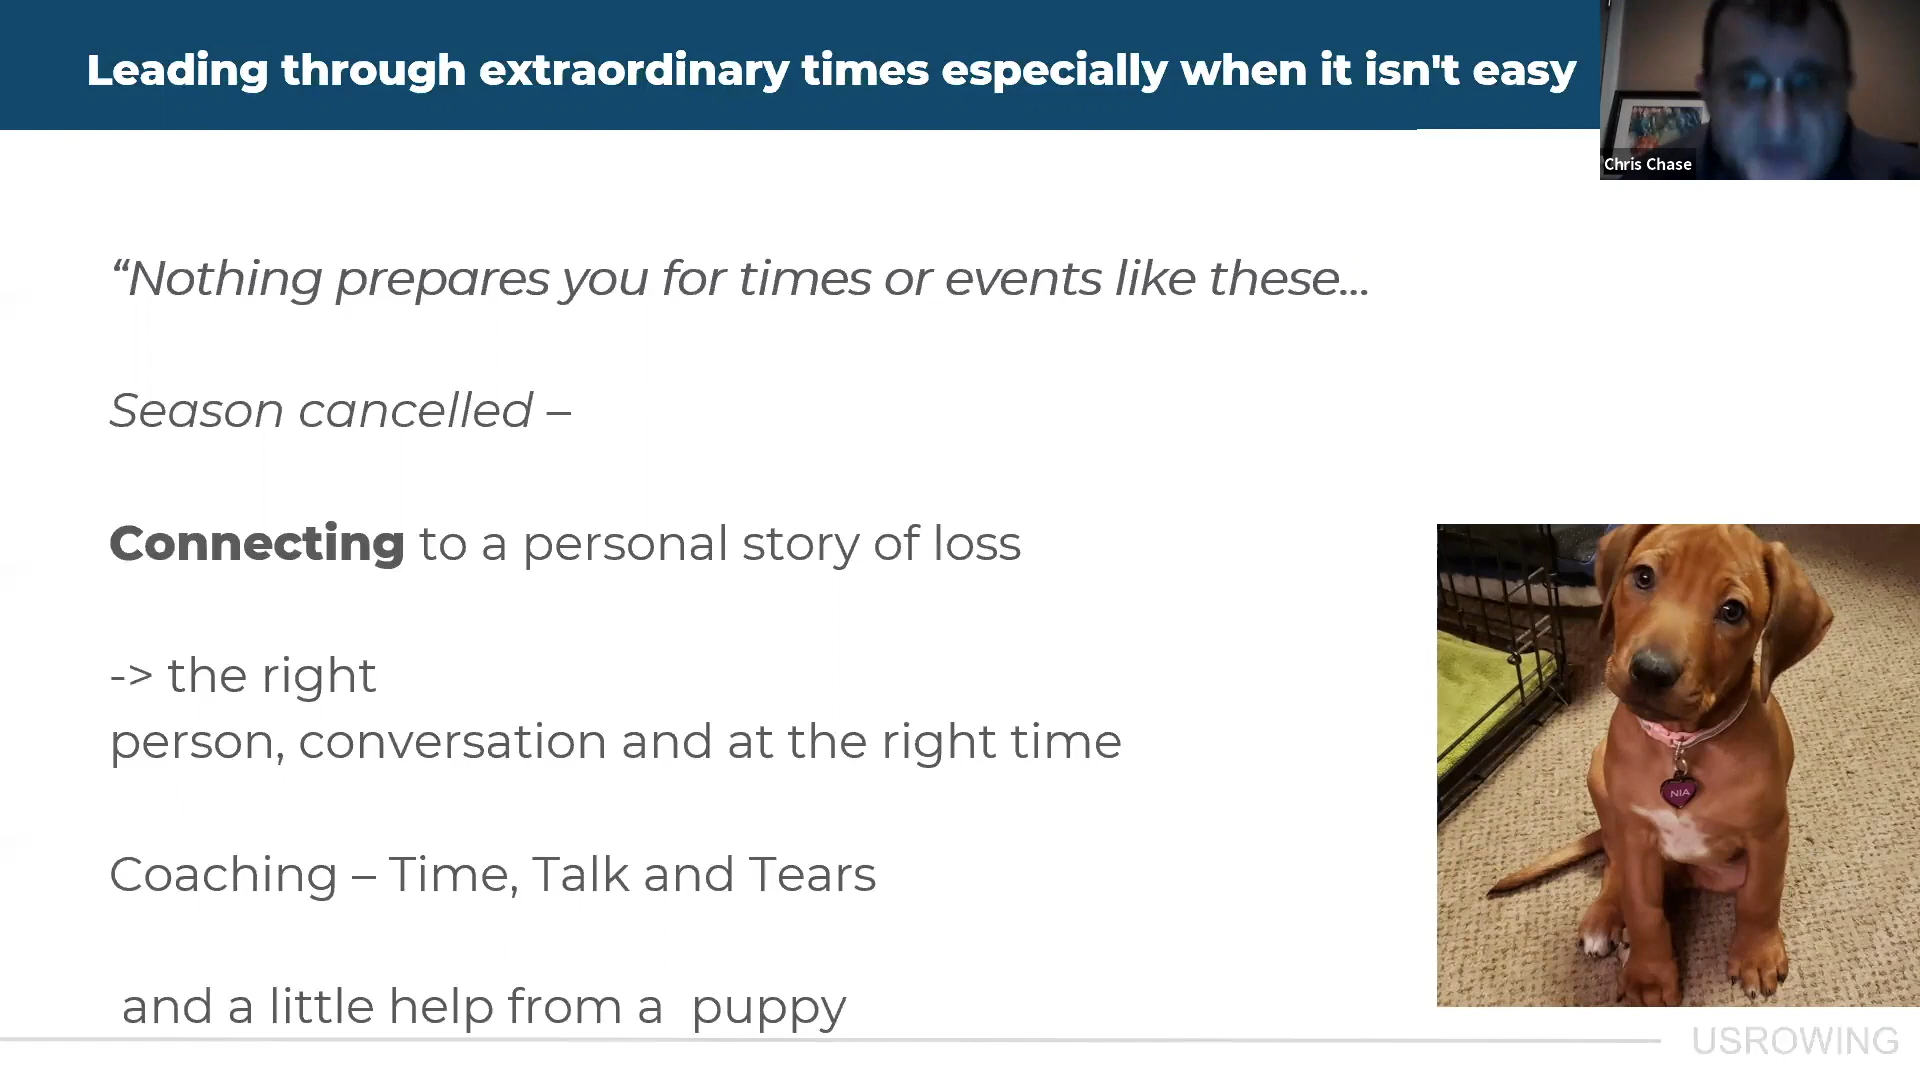 Leading through extraordinary times especially when it isn't easy
Chris Chase
“Nothing prepares you for times or events like these...
Season cancelled –
Connecting to a personal story of loss
-> the right
person, conversation and at the right time
Coaching – Time, Talk and Tears
and a little help from a  puppy
NIA
USROWING